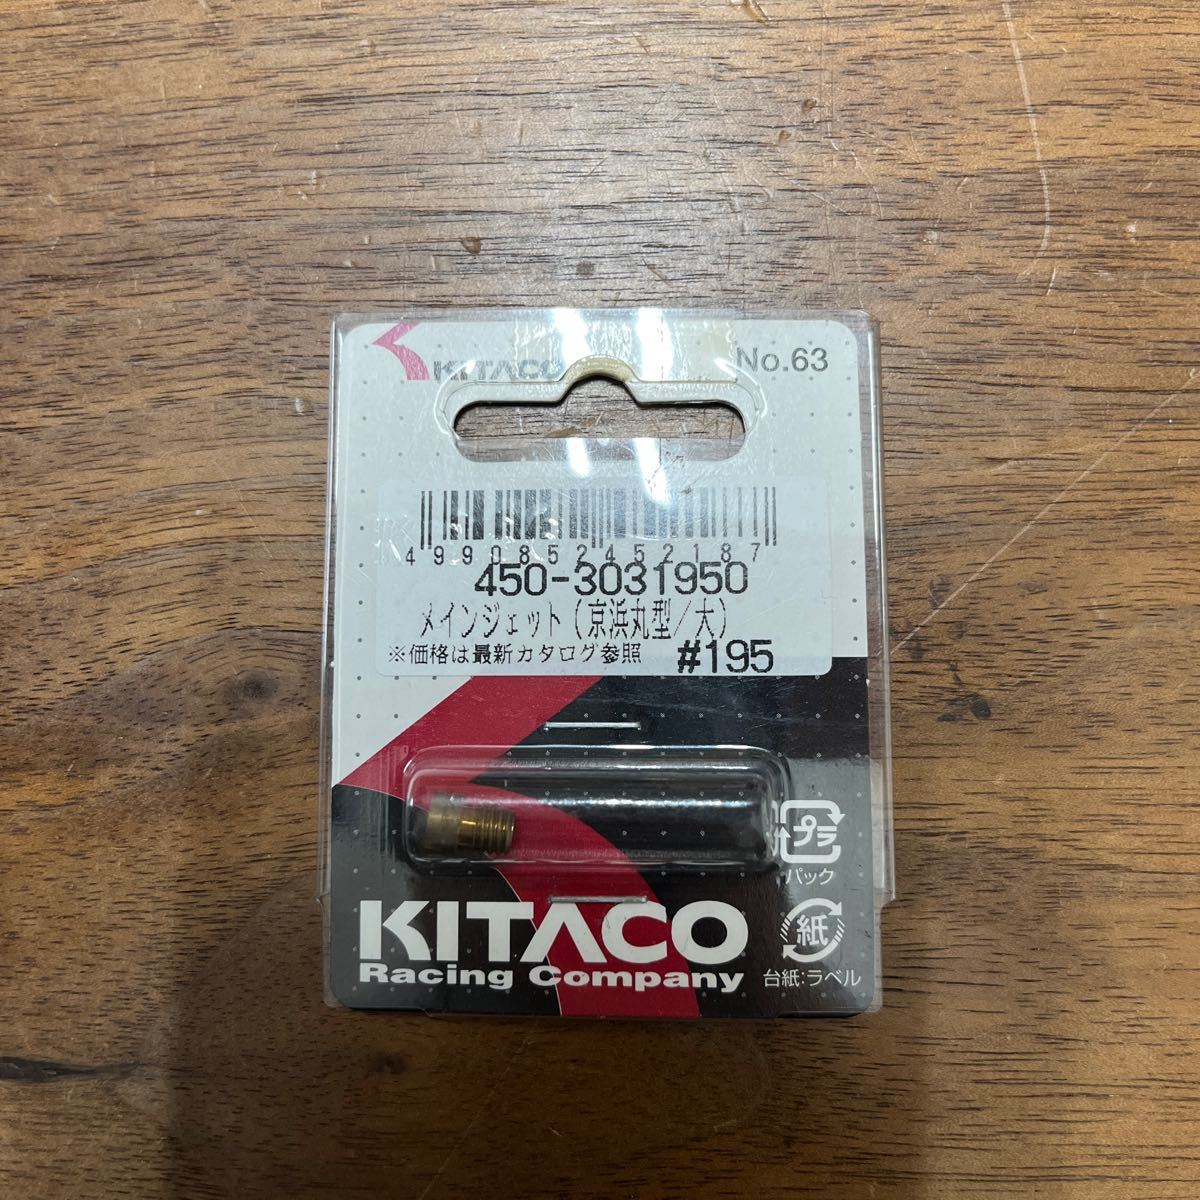 KITACO
No.63
4990852452187
450-3031950
メインジェット(京浜丸型/大)
※価格は最新カタログ参照 #195
プラ
パック
KITACO
Racing Company
紙
台紙:ラベル